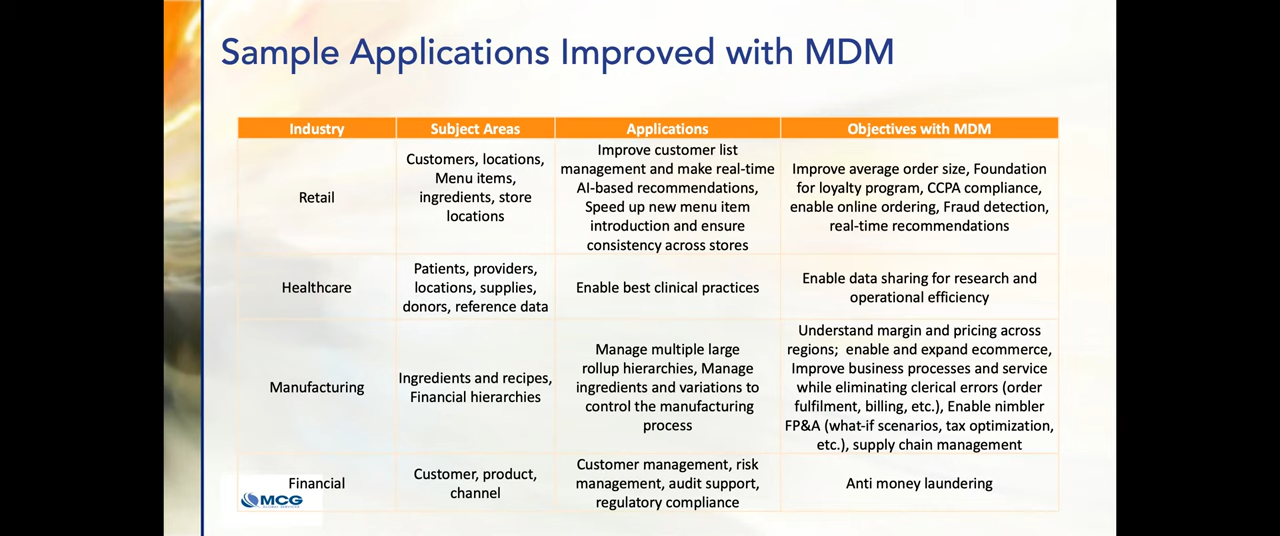 Sample Applications Improved with MDM
Industry
Subject Areas
Applications
Objectives with MDM
Retail
Customers, locations,
Menu items,
ingredients, store
locations
Improve customer list
management and make real-time
AI-based recommendations,
Speed up new menu item
introduction and ensure
consistency across stores
Improve average order size, Foundation
for loyalty program, CCPA compliance,
enable online ordering, Fraud detection,
real-time recommendations
Healthcare
Patients, providers,
locations, supplies,
donors, reference data
Enable best clinical practices
Enable data sharing for research and
operational efficiency
Manufacturing
Ingredients and recipes,
Financial hierarchies
Manage multiple large
rollup hierarchies, Manage
ingredients and variations to
control the manufacturing
process
Understand margin and pricing across
regions;  enable and expand ecommerce,
Improve business processes and service
while eliminating clerical errors (order
fulfilment, billing, etc.), Enable nimbler
FP&A (what-if scenarios, tax optimization,
etc.), supply chain management
Financial
Customer, product,
channel
Customer management, risk
management, audit support,
regulatory compliance
Anti money laundering
MCG
GLOBAL SERVICES